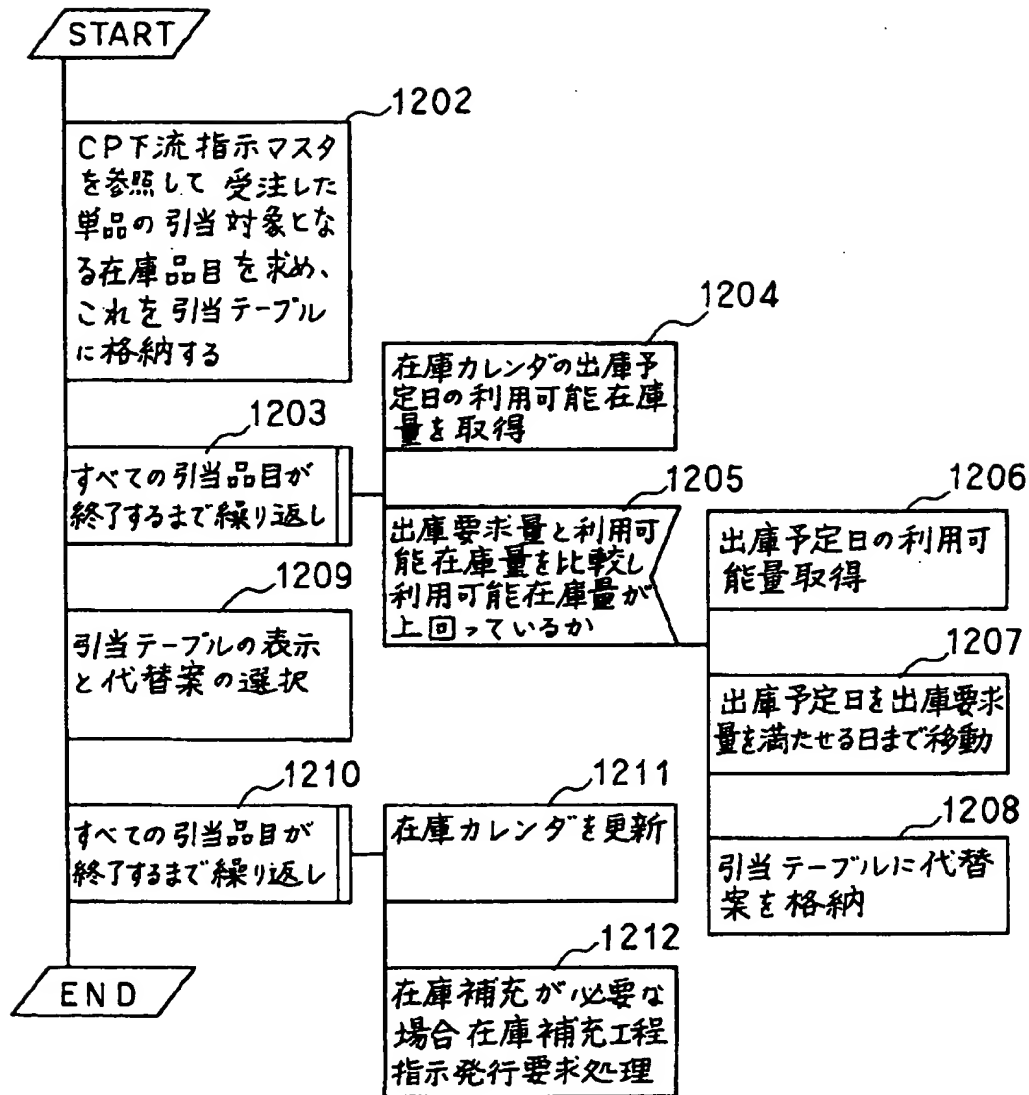 START
1202
CP下流指示マスタ
を参照して受注した
単品の引当対象とな
る在庫品目を求め、
これを引当テーブル
に格納する
1203
すべての引当品目が
終了するまで繰り返し
1204
在庫カレンダの出庫予
定日の利用可能在庫
量を取得
1205
出庫要求量と利用可
能在庫量を比較し
利用可能在庫量が
上回っているか
1206
出庫予定日の利用可
能量取得
1207
出庫予定日を出庫要求
量を満たせる日まで移動
1208
引当テーブルに代替
案を格納
1209
引当テーブルの表示
と代替案の選択
1210
すべての引当品目が
終了するまで繰り返し
1211
在庫カレンダを更新
1212
在庫補充が必要な
場合在庫補充工程
指示発行要求処理
END